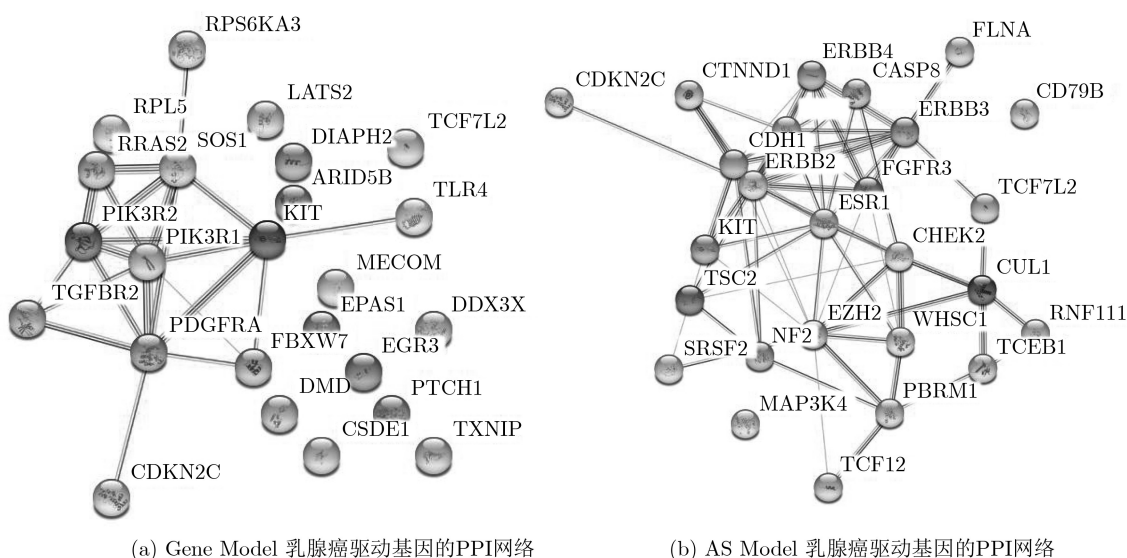 RPS6KA3
RPL5
LATS2
RRAS2
SOS1
DIAPH2
TCF7L2
ARID5B
TLR4
PIK3R2
KIT
PIK3R1
MECOM
TGFBR2
EPAS1
DDX3X
PDGFRA
FBXW7
EGR3
DMD
PTCH1
CSDE1
TXNIP
CDKN2C
(a) Gene Model 乳腺癌驱动基因的PPI网络
FLNA
ERBB4
CDKN2C
CTNND1
CASP8
CD79B
ERBB3
CDH1
ERBB2
FGFR3
TCF7L2
ESR1
KIT
CHEK2
TSC2
CUL1
EZH2
WHSC1
RNF111
SRSF2
NF2
TCEB1
PBRM1
MAP3K4
TCF12
(b) AS Model 乳腺癌驱动基因的PPI网络